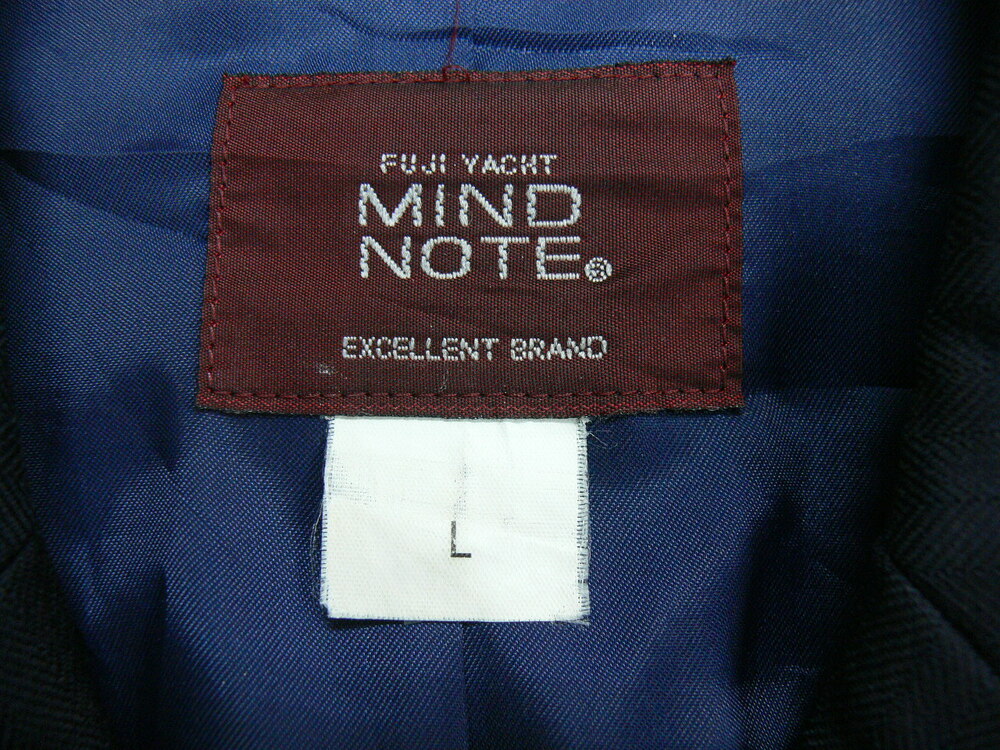 FUJI YACHT
MIND
NOTE®
EXCELLENT BRAND
L